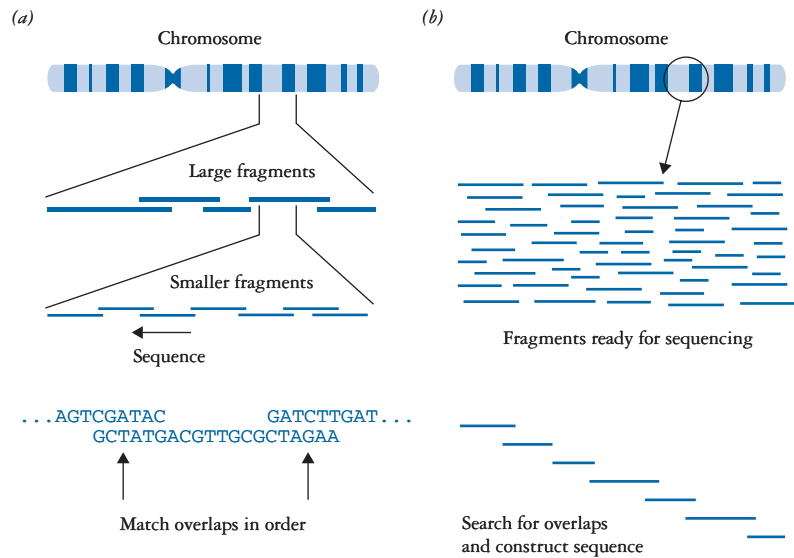 (a)
Chromosome
Large fragments
Smaller fragments
Sequence
...AGTCGATAC GATCTTGAT...
GCTATGACGTTGCGCTAGAA
Match overlaps in order
(b)
Chromosome
Fragments ready for sequencing
Search for overlaps
and construct sequence